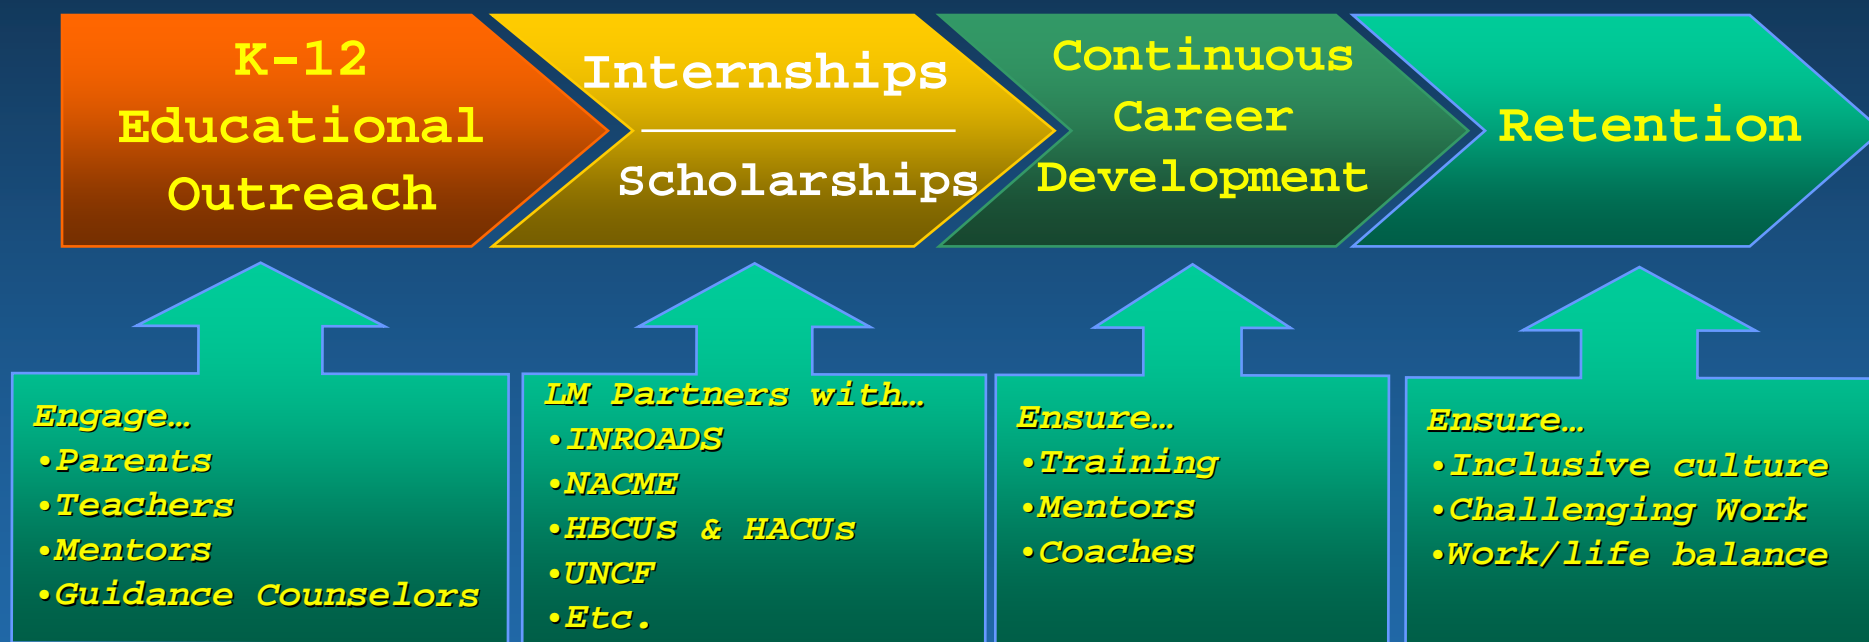 K-12
Educational
Outreach
Internships
Scholarships
Continuous
Career
Development
Retention
Engage…
•Parents
•Teachers
•Mentors
•Guidance Counselors
LM Partners with…
•INROADS
•NACME
•HBCUs & HACUs
•UNCF
•Etc.
Ensure…
•Training
•Mentors
•Coaches
Ensure…
•Inclusive culture
•Challenging Work
•Work/life balance